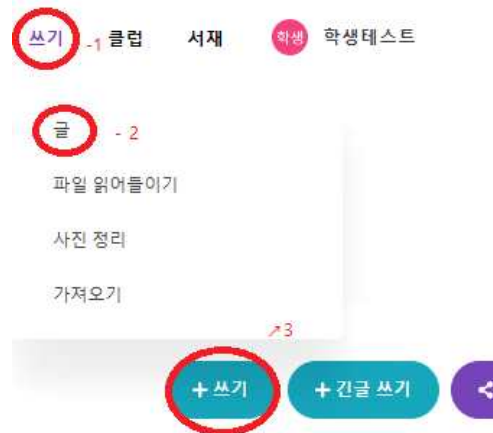 쓰기 -1 클럽 서재 학생 학생테스트
글 - 2
파일 읽어들이기
사진 정리
가져오기
↗3
+ 쓰기 + 긴글 쓰기